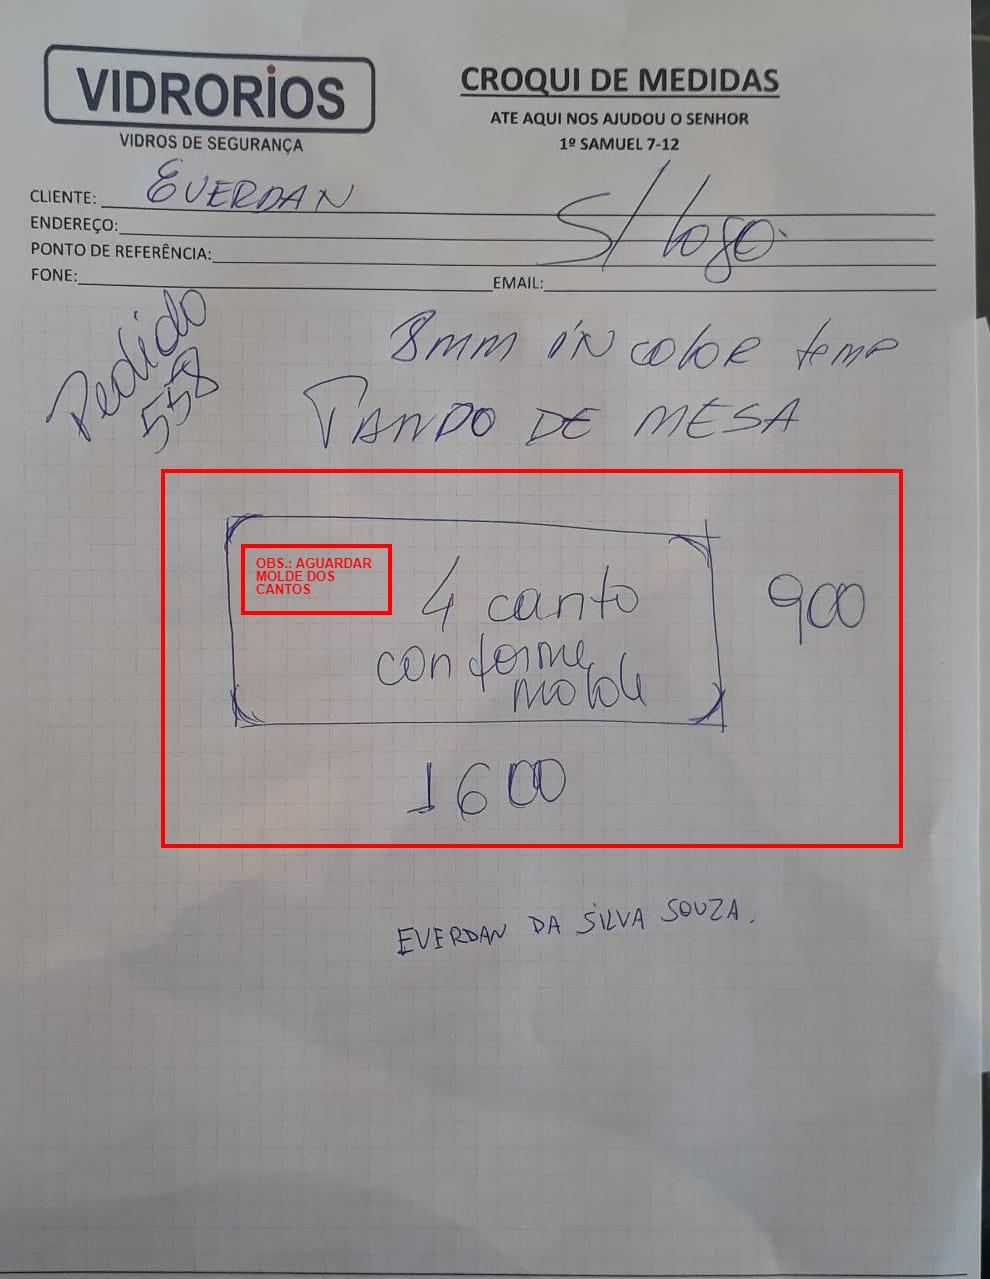 VIDRORIOS
VIDROS DE SEGURANÇA
CROQUI DE MEDIDAS
ATE AQUI NOS AJUDOU O SENHOR
1º SAMUEL 7-12
CLIENTE: EVERDAN
ENDEREÇO:
S/ logo
PONTO DE REFERÊNCIA:
FONE:
EMAIL:
Pedido
558
8mm iNcoloR temp
TANPO DE MESA
OBS.: AGUARDAR
MOLDE DOS
CANTOS
4 canto
conforme
molde
900
1600
EVERDAN DA SILVA SOUZA.